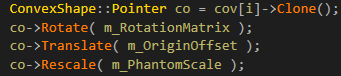 ConvexShape::Pointer co = cov[i]->Clone();
co->Rotate( m_RotationMatrix );
co->Translate( m_OriginOffset );
co->Rescale( m_PhantomScale );